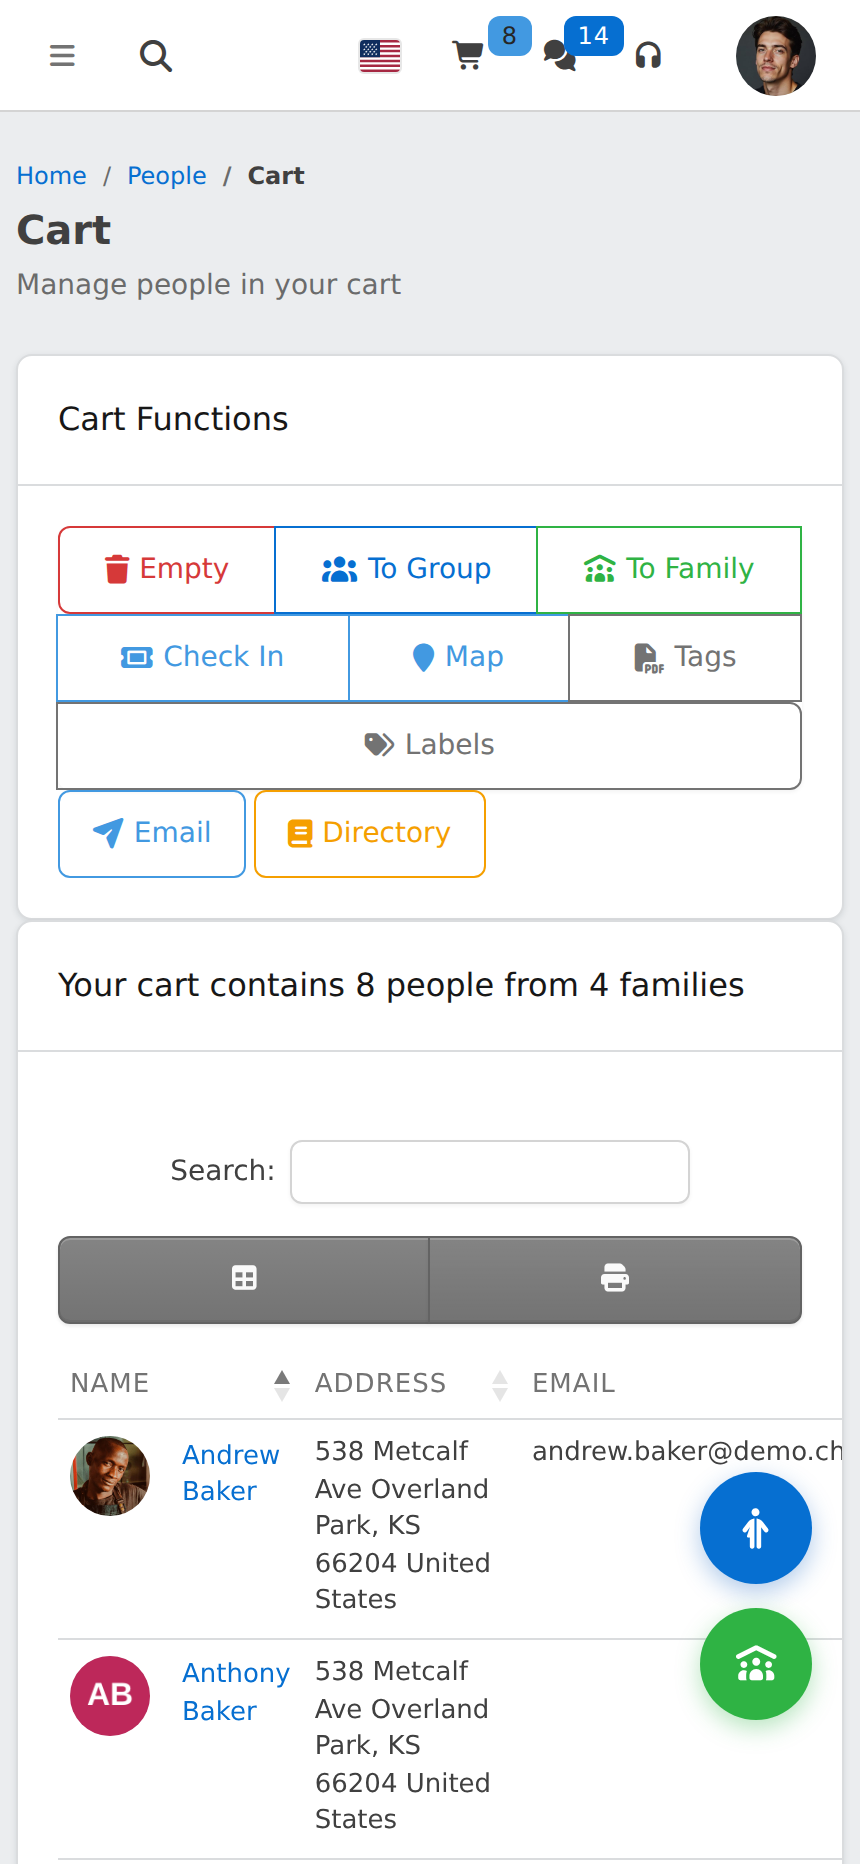 8
14
Home / People / Cart
Cart
Manage people in your cart
Cart Functions
Empty
To Group
To Family
Check In
Map
PDF
Tags
Labels
Email
Directory
Your cart contains 8 people from 4 families
Search:
NAME
ADDRESS
EMAIL
Andrew
Baker
538 Metcalf
Ave Overland
Park, KS
66204 United
States
andrew.baker@demo.ch
AB
Anthony
Baker
538 Metcalf
Ave Overland
Park, KS
66204 United
States